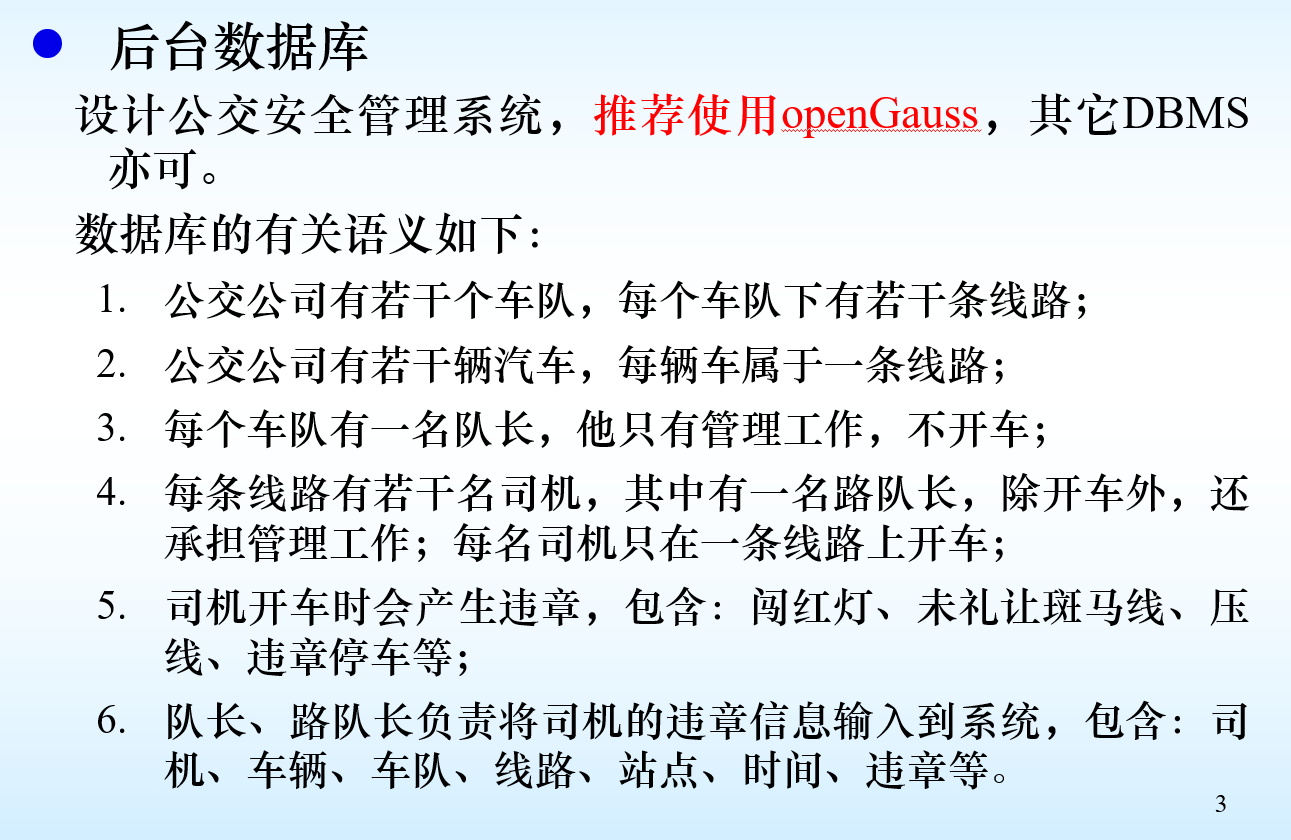 ● 后台数据库
设计公交安全管理系统，推荐使用openGauss，其它DBMS
亦可。
数据库的有关语义如下：
1. 公交公司有若干个车队，每个车队下有若干条线路；
2. 公交公司有若干辆汽车，每辆车属于一条线路；
3. 每个车队有一名队长，他只有管理工作，不开车；
4. 每条线路有若干名司机，其中有一名路队长，除开车外，还
承担管理工作；每名司机只在一条线路上开车；
5. 司机开车时会产生违章，包含：闯红灯、未礼让斑马线、压
线、违章停车等；
6. 队长、路队长负责将司机的违章信息输入到系统，包含：司
机、车辆、车队、线路、站点、时间、违章等。
3